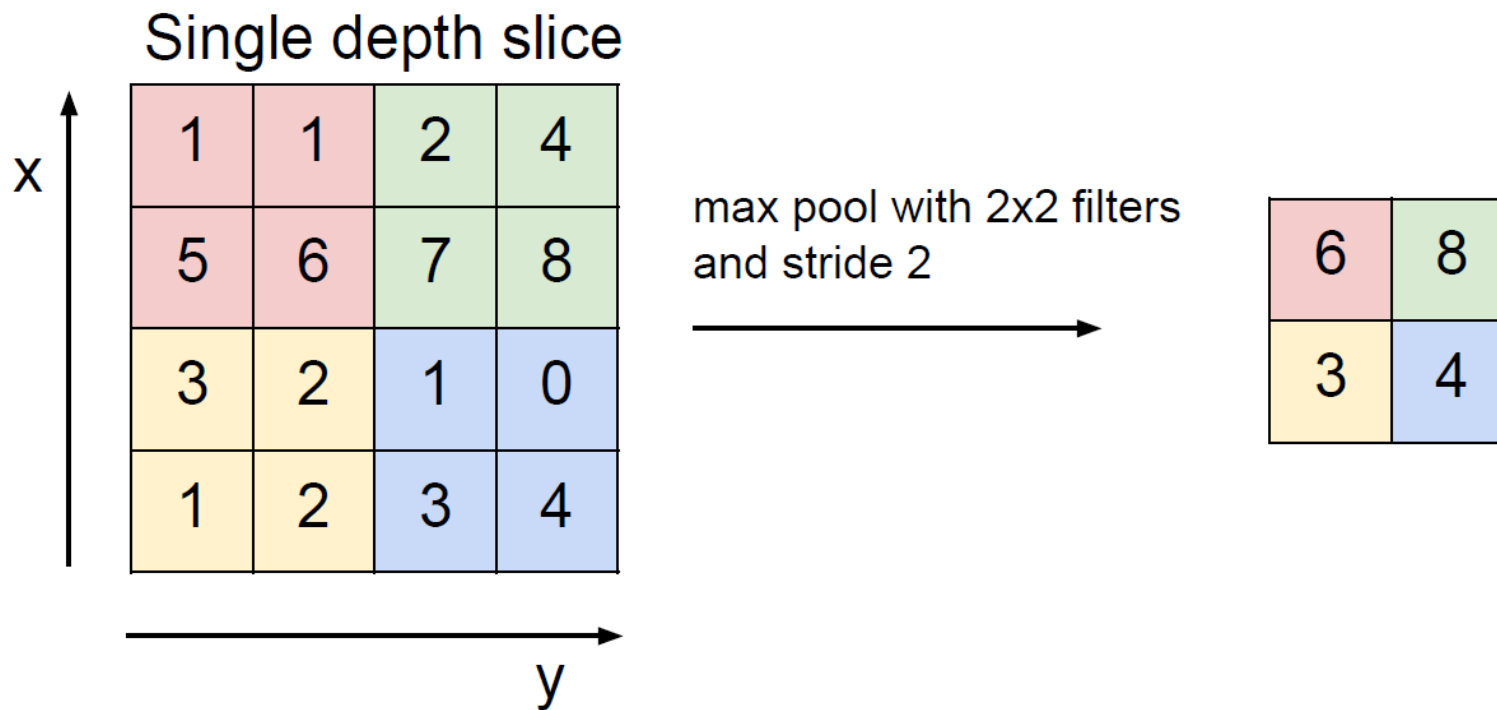 Single depth slice
x
1 1 2 4
5 6 7 8
3 2 1 0
1 2 3 4
y
max pool with 2x2 filters
and stride 2
6 8
3 4